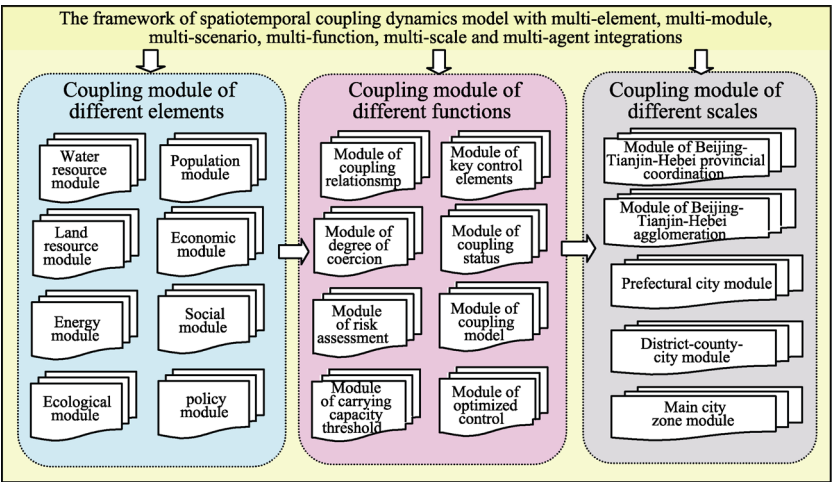 The framework of spatiotemporal coupling dynamics model with multi-element, multi-module,
multi-scenario, multi-function, multi-scale and multi-agent integrations
Coupling module of
different elements
Water
resource
module
Population
module
Land
resource
module
Economic
module
Energy
module
Social
module
Ecological
module
policy
module
Coupling module of
different functions
Module of
coupling
relationsmp
Module of
key control
elements
Module of
degree of
coercion
Module of
coupling
status
Module
of risk
assessment
Module of
coupling
model
Module
of carrying
capacity
threshold
Module of
optimized
control
Coupling module of
different scales
Module of Beijing-
Tianjin-Hebei provincial
coordination
Module of Beijing-
Tianjin-Hebei
agglomeration
Prefectural city module
District-county-
city module
Main city
zone module